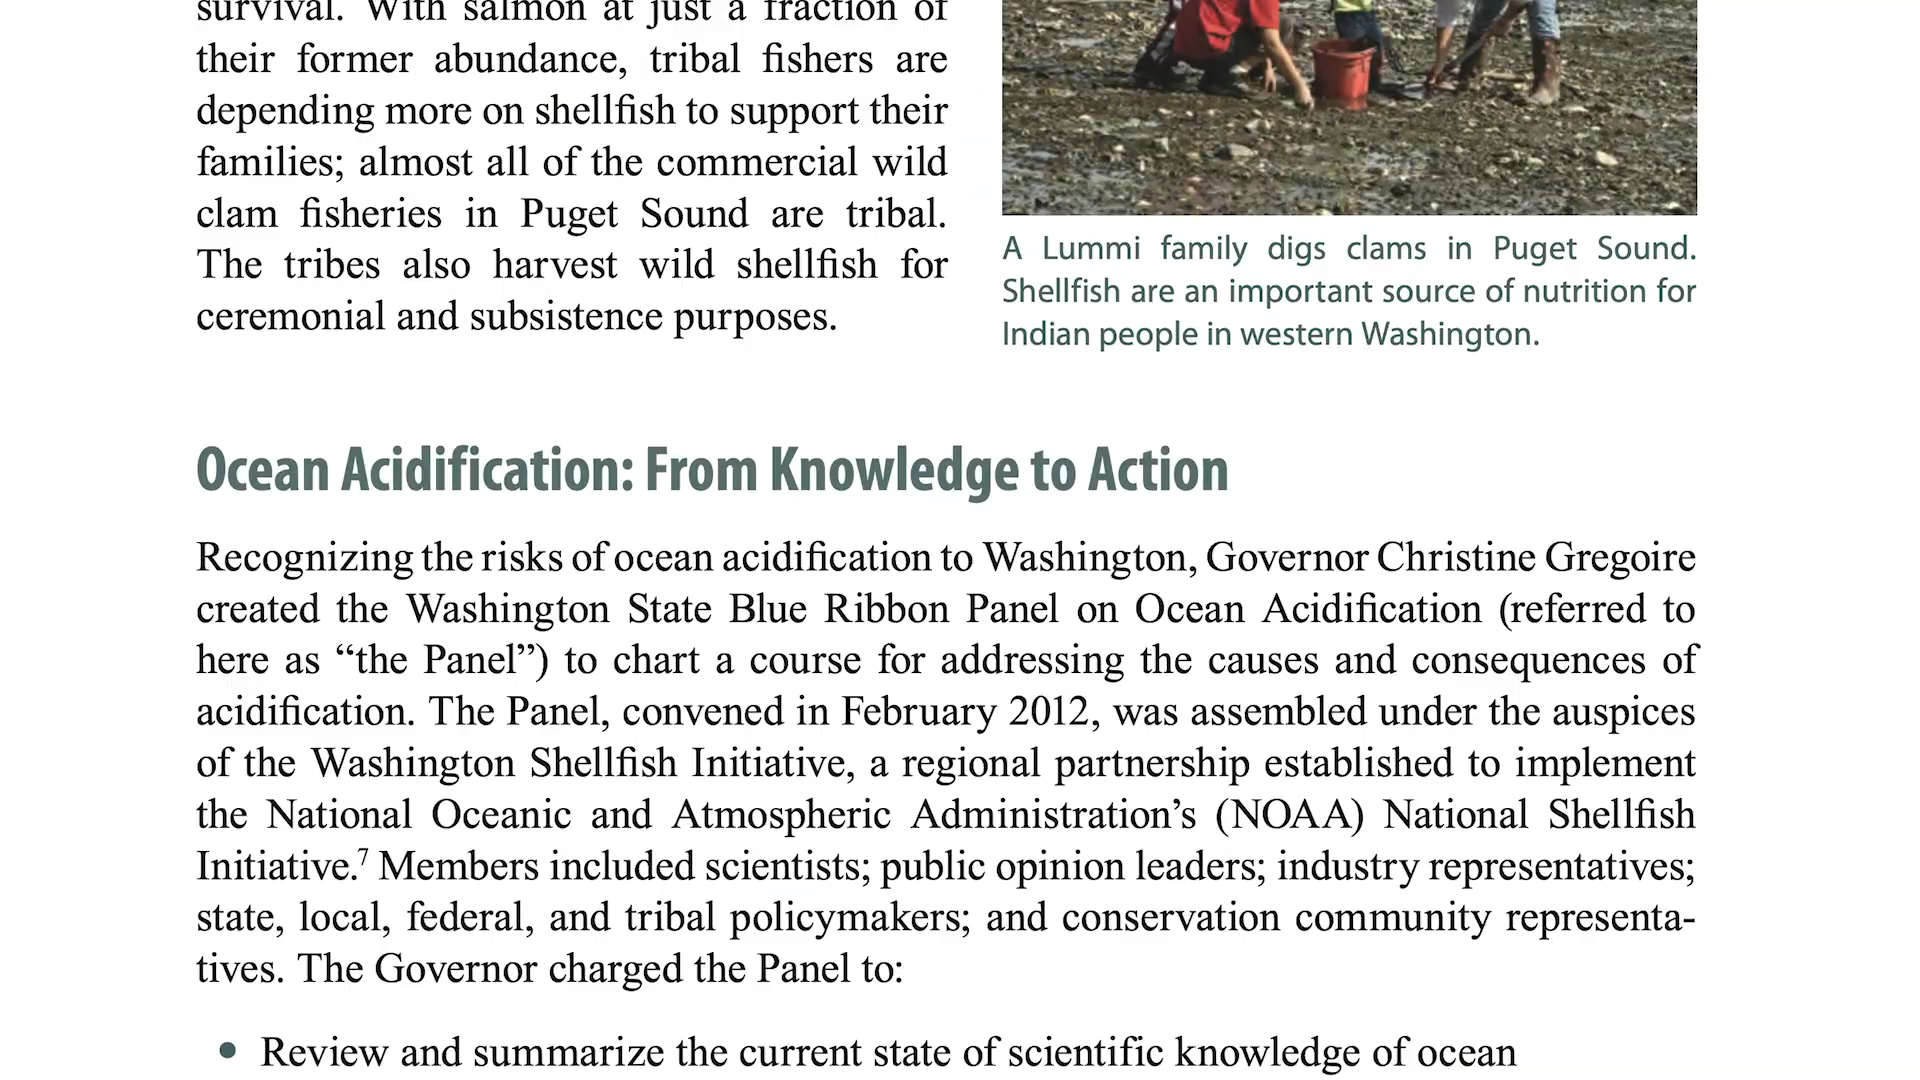 survival. With salmon at just a fraction of
their former abundance, tribal fishers are
depending more on shellfish to support their
families; almost all of the commercial wild
clam fisheries in Puget Sound are tribal.
The tribes also harvest wild shellfish for
ceremonial and subsistence purposes.
A Lummi family digs clams in Puget Sound.
Shellfish are an important source of nutrition for
Indian people in western Washington.
Ocean Acidification: From Knowledge to Action
Recognizing the risks of ocean acidification to Washington, Governor Christine Gregoire
created the Washington State Blue Ribbon Panel on Ocean Acidification (referred to
here as “the Panel”) to chart a course for addressing the causes and consequences of
acidification. The Panel, convened in February 2012, was assembled under the auspices
of the Washington Shellfish Initiative, a regional partnership established to implement
the National Oceanic and Atmospheric Administration’s (NOAA) National Shellfish
Initiative.⁷ Members included scientists; public opinion leaders; industry representatives;
state, local, federal, and tribal policymakers; and conservation community representa-
tives. The Governor charged the Panel to:
• Review and summarize the current state of scientific knowledge of ocean